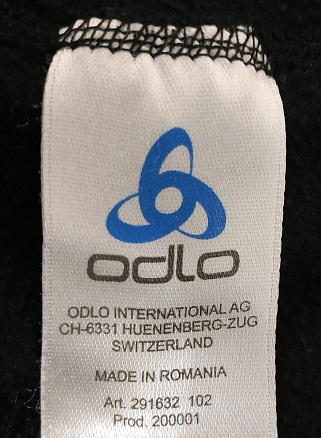 odlo
ODLO INTERNATIONAL AG
CH-6331 HUENENBERG-ZUG
SWITZERLAND
MADE IN ROMANIA
Art. 291632 102
Prod. 200001